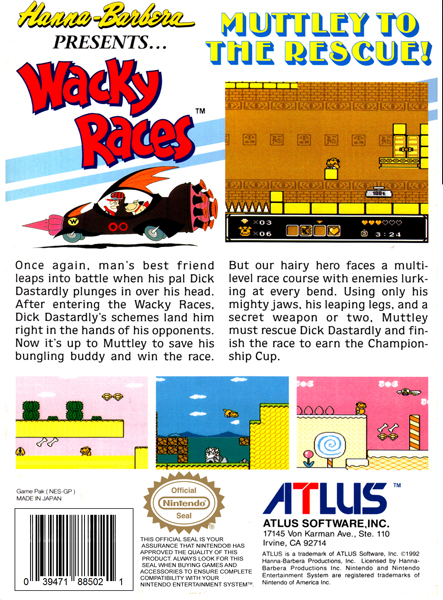 Hanna-Barbera
PRESENTS...
Wacky
Races™
MUTTLEY TO
THE RESCUE!
×03
×06
3:24
Once again, man's best friend
leaps into battle when his pal Dick
Dastardly plunges in over his head.
After entering the Wacky Races,
Dick Dastardly's schemes land him
right in the hands of his opponents.
Now it's up to Muttley to save his
bungling buddy and win the race.
But our hairy hero faces a multi-
level race course with enemies lurk-
ing at every bend. Using only his
mighty jaws, his leaping legs, and a
secret weapon or two, Muttley
must rescue Dick Dastardly and fin-
ish the race to earn the Champion-
ship Cup.
Game Pak (NES-GP)
MADE IN JAPAN
0 39471 88502 1
Official
Nintendo
Seal
THIS OFFICIAL SEAL IS YOUR
ASSURANCE THAT NINTENDO® HAS
APPROVED THE QUALITY OF THIS
PRODUCT. ALWAYS LOOK FOR THIS
SEAL WHEN BUYING GAMES AND
ACCESSORIES TO ENSURE COMPLETE
COMPATIBILITY WITH YOUR
NINTENDO ENTERTAINMENT SYSTEM™.
ATLUS™
ATLUS SOFTWARE, INC.
17145 Von Karman Ave., Ste. 110
Irvine, CA 92714
ATLUS is a trademark of ATLUS Software, Inc. ©1992
Hanna-Barbera Productions, Inc. Licensed by Hanna-
Barbera Productions Inc. Nintendo and Nintendo
Entertainment System are registered trademarks of
Nintendo of America Inc.